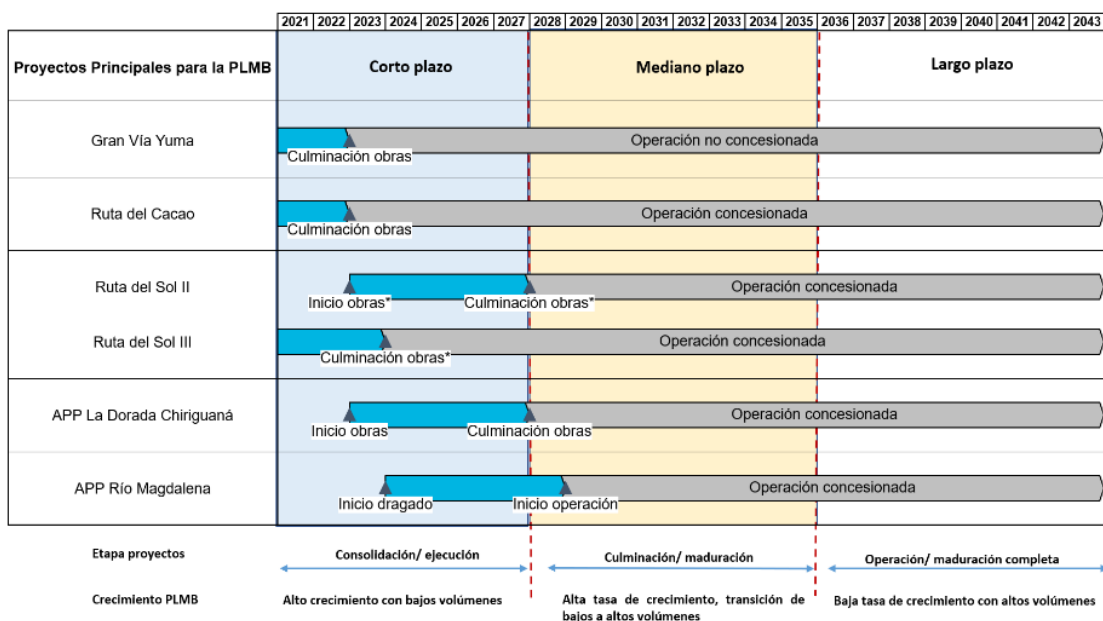 2021 2022 2023 2024 2025 2026 2027 2028 2029 2030 2031 2032 2033 2034 2035 2036 2037 2038 2039 2040 2041 2042 2043
Proyectos Principales para la PLMB Corto plazo Mediano plazo Largo plazo
Gran Vía Yuma Operación no concesionada
Culminación obras
Ruta del Cacao Operación concesionada
Culminación obras
Ruta del Sol II Operación concesionada
Inicio obras* Culminación obras*
Ruta del Sol III Operación concesionada
Culminación obras*
APP La Dorada Chiriguaná Operación concesionada
Inicio obras Culminación obras
APP Río Magdalena Operación concesionada
Inicio dragado Inicio operación
Etapa proyectos Consolidación/ ejecución Culminación/ maduración Operación/ maduración completa
Crecimiento PLMB Alto crecimiento con bajos volúmenes Alta tasa de crecimiento, transición de Baja tasa de crecimiento con altos volúmenes
bajos a altos volúmenes